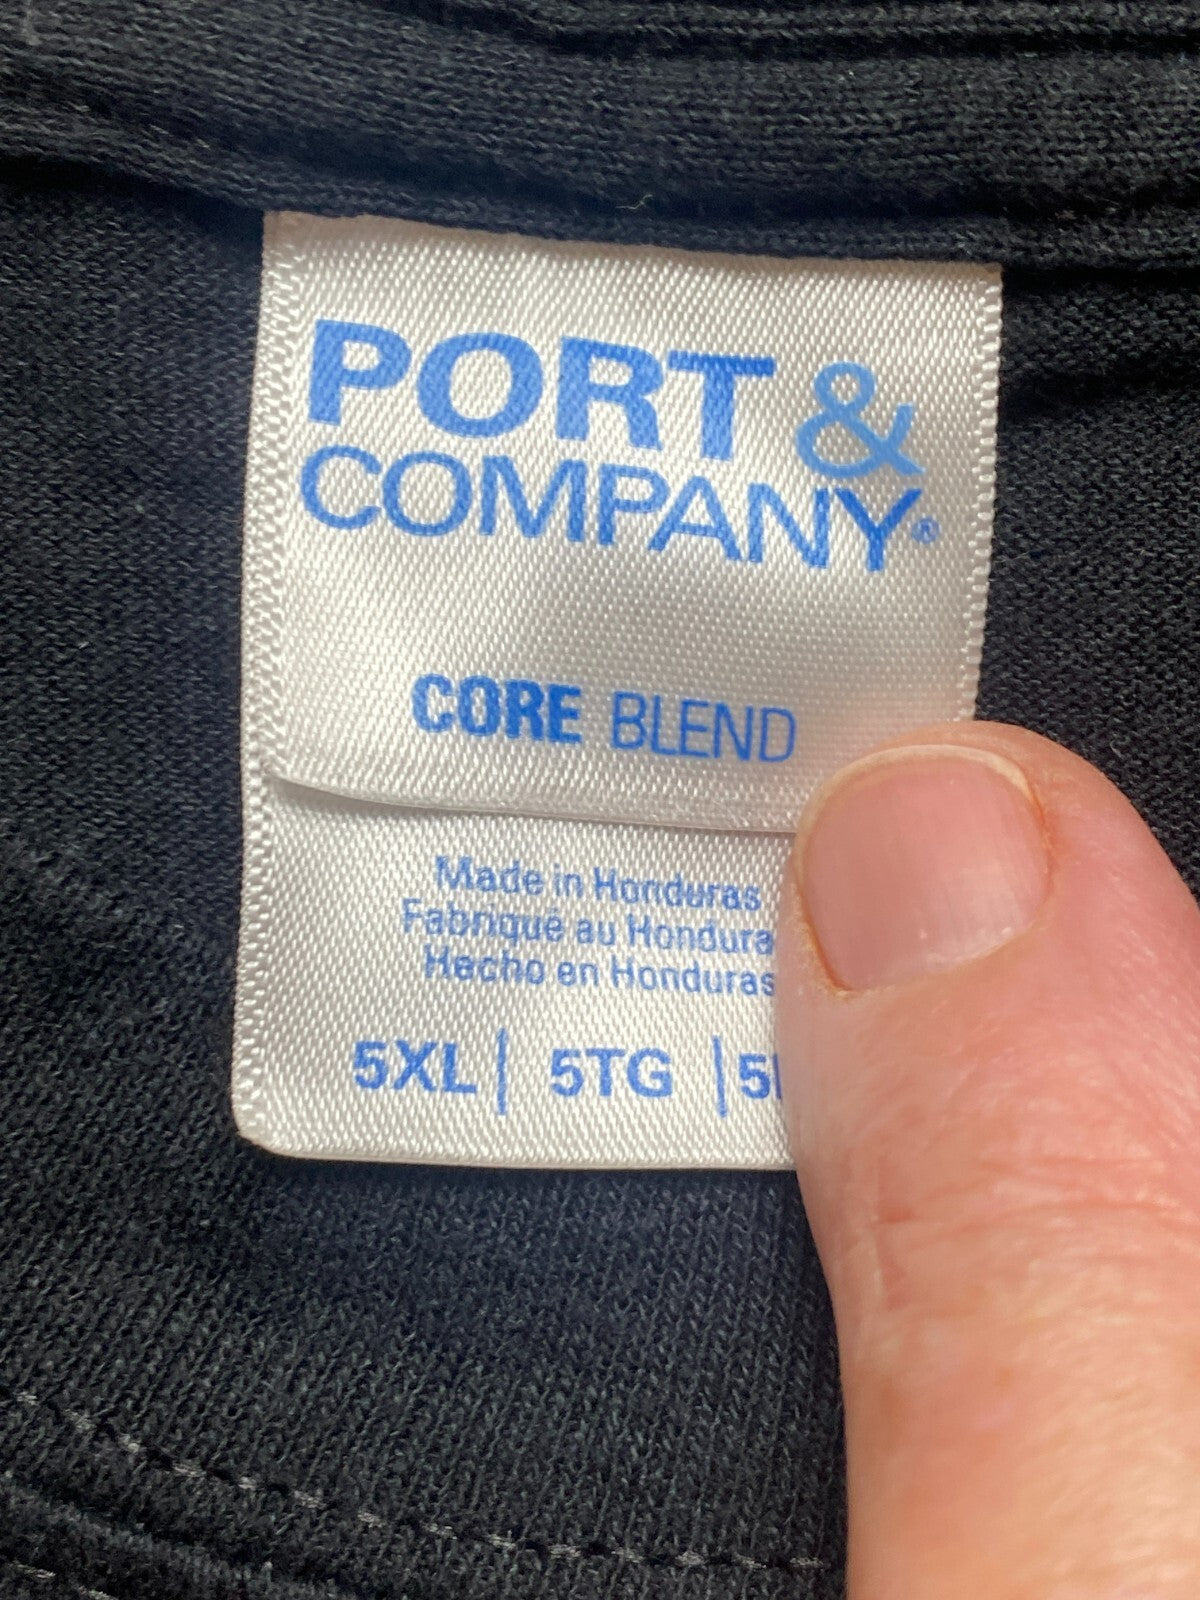 PORT &
COMPANY®
CORE BLEND
Made in Honduras
Fabriqué au Hondura
Hecho en Honduras
5XL | 5TG |